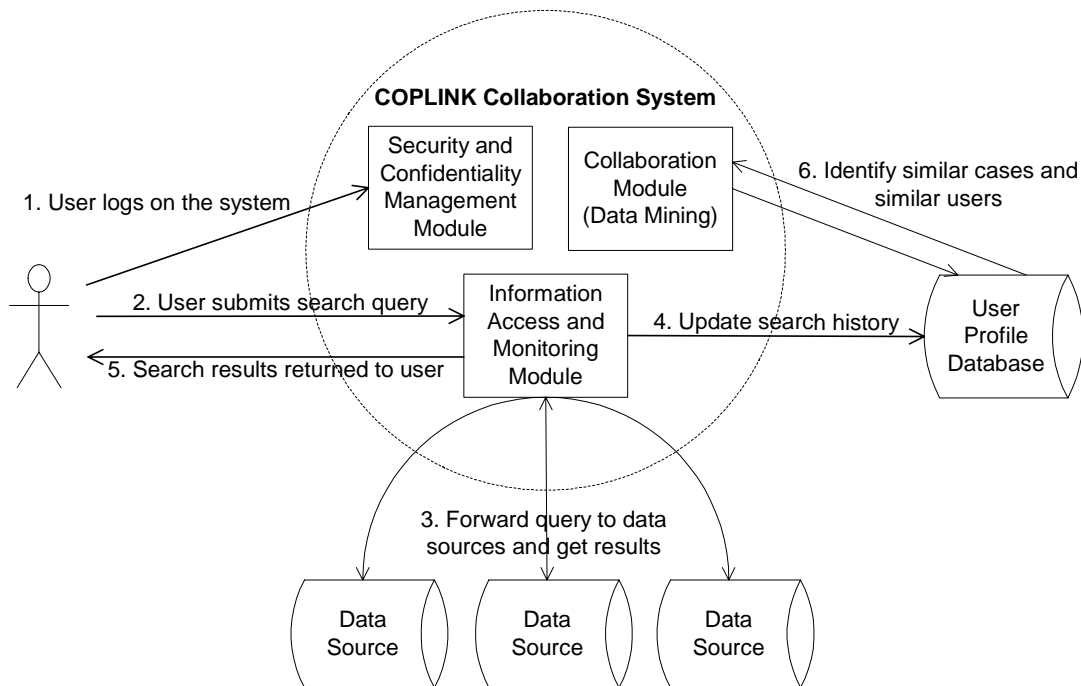 COPLINK Collaboration System
Security and
Confidentiality
Management
Module
Collaboration
Module
(Data Mining)
6. Identify similar cases and
similar users
1. User logs on the system
2. User submits search query
Information
Access and
Monitoring
Module
4. Update search history
User
Profile
Database
5. Search results returned to user
3. Forward query to data
sources and get results
Data
Source
Data
Source
Data
Source